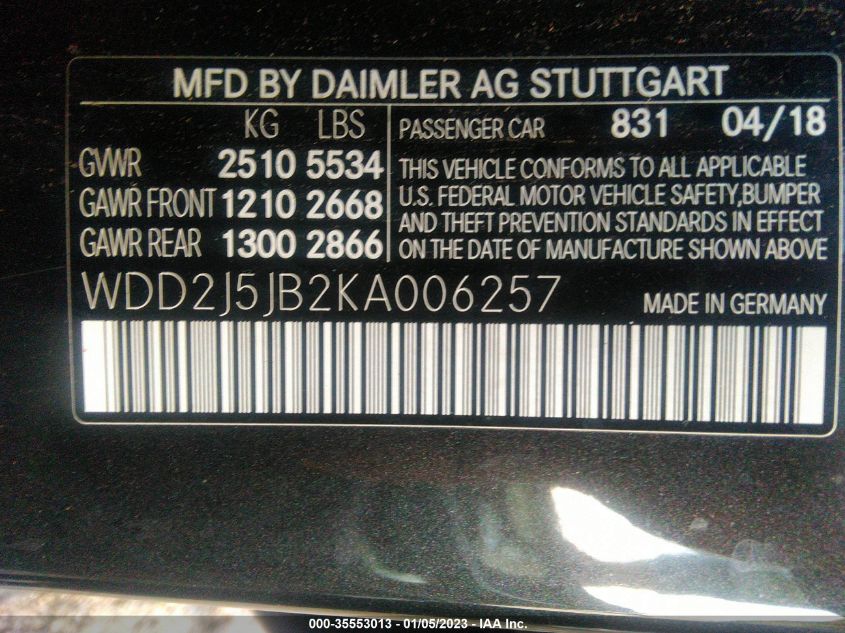 MFD BY DAIMLER AG STUTTGART
KG LBS
GVWR 2510 5534
GAWR FRONT 1210 2668
GAWR REAR 1300 2866
PASSENGER CAR 831 04/18
THIS VEHICLE CONFORMS TO ALL APPLICABLE
U.S. FEDERAL MOTOR VEHICLE SAFETY,BUMPER
AND THEFT PREVENTION STANDARDS IN EFFECT
ON THE DATE OF MANUFACTURE SHOWN ABOVE
WDD2J5JB2KA006257 MADE IN GERMANY
000-35553013 - 01/05/2023 - IAA Inc.